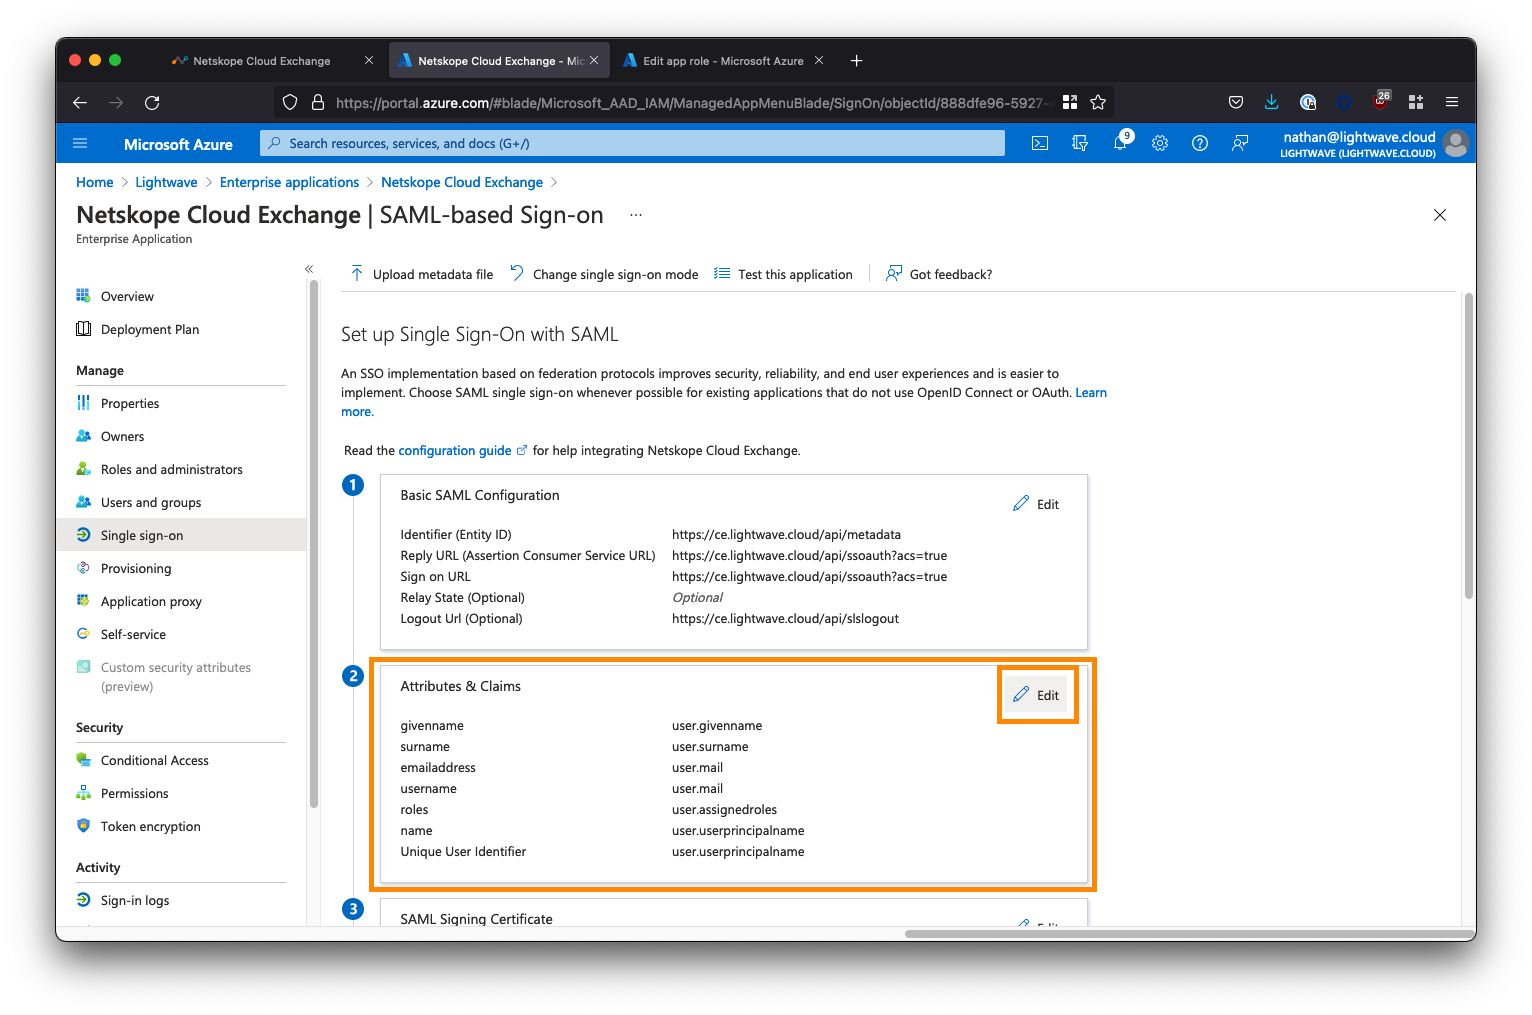 Netskope Cloud Exchange
Netskope Cloud Exchange - Mic
Edit app role - Microsoft Azure
https://portal.azure.com/#blade/Microsoft_AAD_IAM/ManagedAppMenuBlade/SignOn/objectId/888dfe96-5927-
26
Microsoft Azure
Search resources, services, and docs (G+/)
9
nathan@lightwave.cloud
LIGHTWAVE (LIGHTWAVE.CLOUD)
Home > Lightwave > Enterprise applications > Netskope Cloud Exchange >
Netskope Cloud Exchange | SAML-based Sign-on ...
Enterprise Application
«
Overview
Deployment Plan
Manage
Properties
Owners
Roles and administrators
Users and groups
Single sign-on
Provisioning
Application proxy
Self-service
Custom security attributes
(preview)
Security
Conditional Access
Permissions
Token encryption
Activity
Sign-in logs
Upload metadata file
Change single sign-on mode
Test this application
Got feedback?
Set up Single Sign-On with SAML
An SSO implementation based on federation protocols improves security, reliability, and end user experiences and is easier to
implement. Choose SAML single sign-on whenever possible for existing applications that do not use OpenID Connect or OAuth. Learn
more.
Read the configuration guide for help integrating Netskope Cloud Exchange.
1
Basic SAML Configuration
Edit
Identifier (Entity ID) https://ce.lightwave.cloud/api/metadata
Reply URL (Assertion Consumer Service URL) https://ce.lightwave.cloud/api/ssoauth?acs=true
Sign on URL https://ce.lightwave.cloud/api/ssoauth?acs=true
Relay State (Optional) Optional
Logout Url (Optional) https://ce.lightwave.cloud/api/slslogout
2
Attributes & Claims
Edit
givenname user.givenname
surname user.surname
emailaddress user.mail
username user.mail
roles user.assignedroles
name user.userprincipalname
Unique User Identifier user.userprincipalname
3
SAML Signing Certificate
Edit